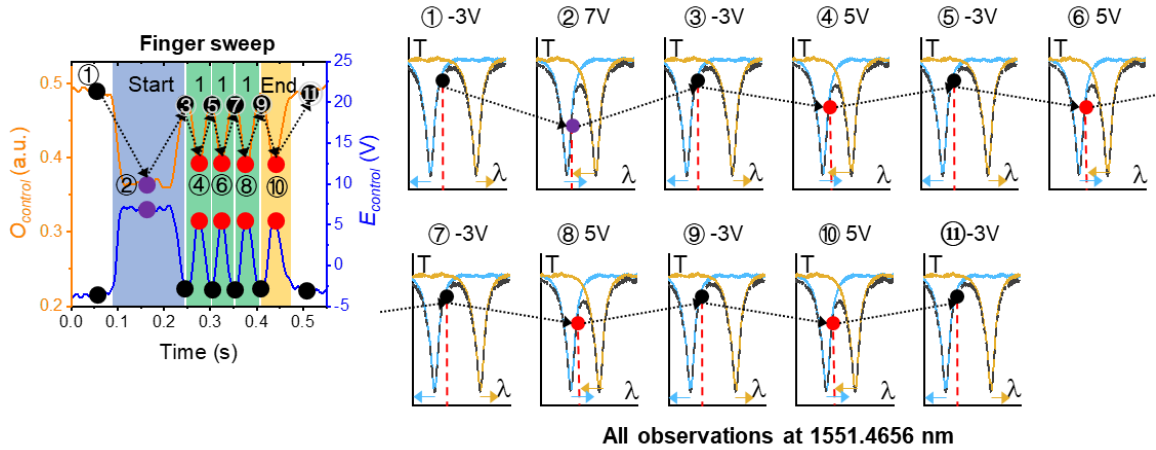 Finger sweep
① Start 1 1 1 End ⑪
③ ⑤ ⑦ ⑨
② ④ ⑥ ⑧ ⑩
0.5
0.4
0.3
0.2
O control (a.u.)
25
20
15
10
5
0
-5
E control (V)
0.0 0.1 0.2 0.3 0.4 0.5
Time (s)
① -3V ② 7V ③ -3V ④ 5V ⑤ -3V ⑥ 5V
T T T T T T
λ λ λ λ λ λ
⑦ -3V ⑧ 5V ⑨ -3V ⑩ 5V ⑪-3V
T T T T T
λ λ λ λ λ
All observations at 1551.4656 nm